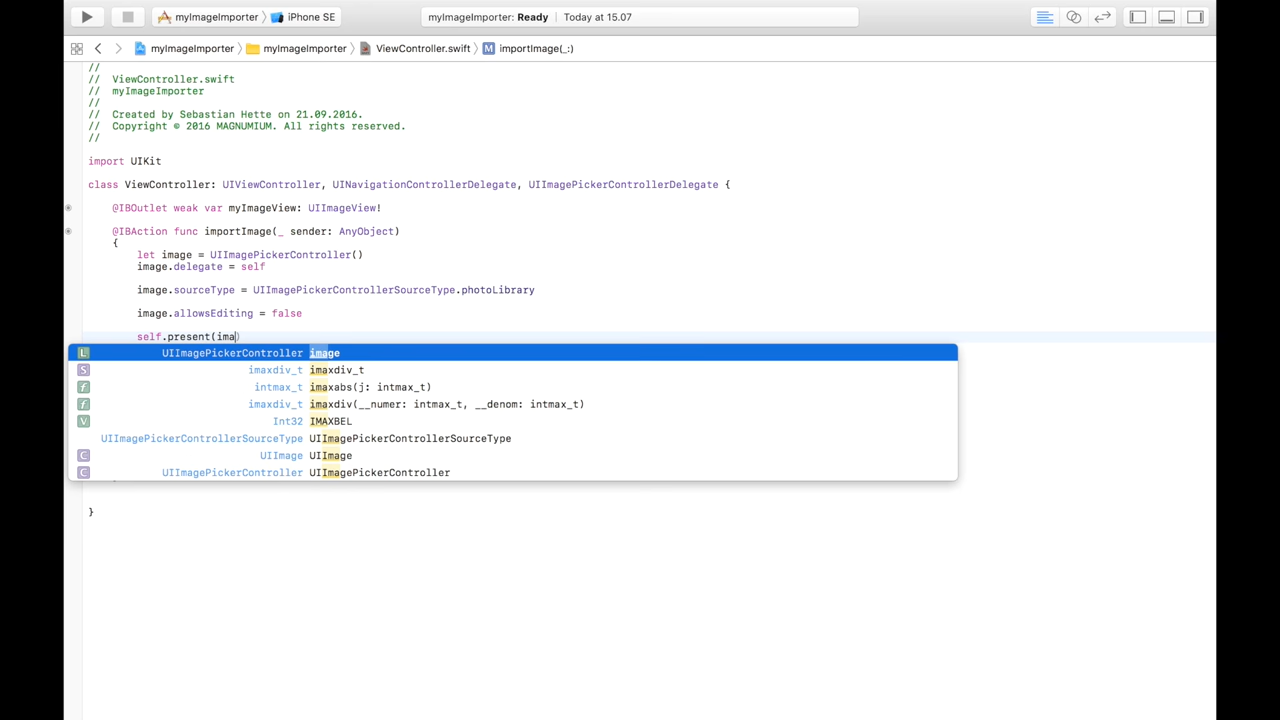 myImageImporter iPhone SE myImageImporter: Ready Today at 15.07
myImageImporter myImageImporter ViewController.swift M importImage(_:)
//
// ViewController.swift
// myImageImporter
//
// Created by Sebastian Hette on 21.09.2016.
// Copyright © 2016 MAGNUMIUM. All rights reserved.
//
import UIKit
class ViewController: UIViewController, UINavigationControllerDelegate, UIImagePickerControllerDelegate {
@IBOutlet weak var myImageView: UIImageView!
@IBAction func importImage(_ sender: AnyObject)
{
let image = UIImagePickerController()
image.delegate = self
image.sourceType = UIImagePickerControllerSourceType.photoLibrary
image.allowsEditing = false
self.present(ima)
L UIImagePickerController image
S imaxdiv_t imaxdiv_t
f intmax_t imaxabs(j: intmax_t)
f imaxdiv_t imaxdiv(__numer: intmax_t, __denom: intmax_t)
V Int32 IMAXBEL
UIImagePickerControllerSourceType UIImagePickerControllerSourceType
C UIImage UIImage
C UIImagePickerController UIImagePickerController
}